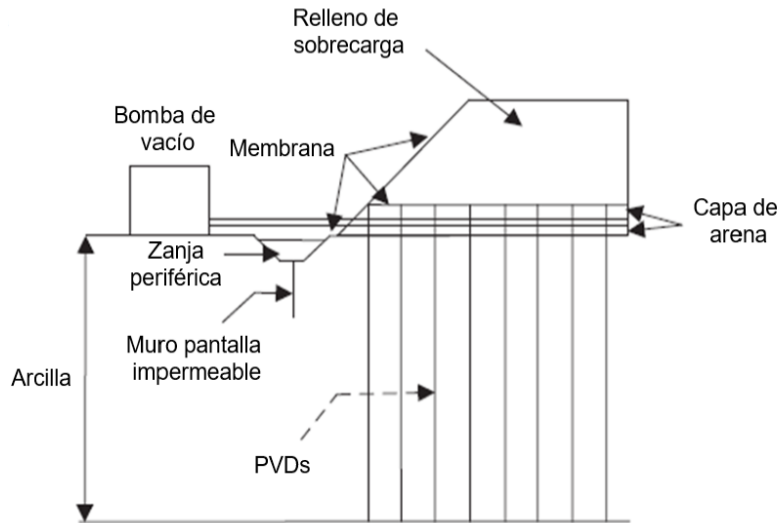 Relleno de
sobrecarga
Bomba de
vacío
Membrana
Capa de
arena
Zanja
periférica
Muro pantalla
impermeable
Arcilla
PVDs